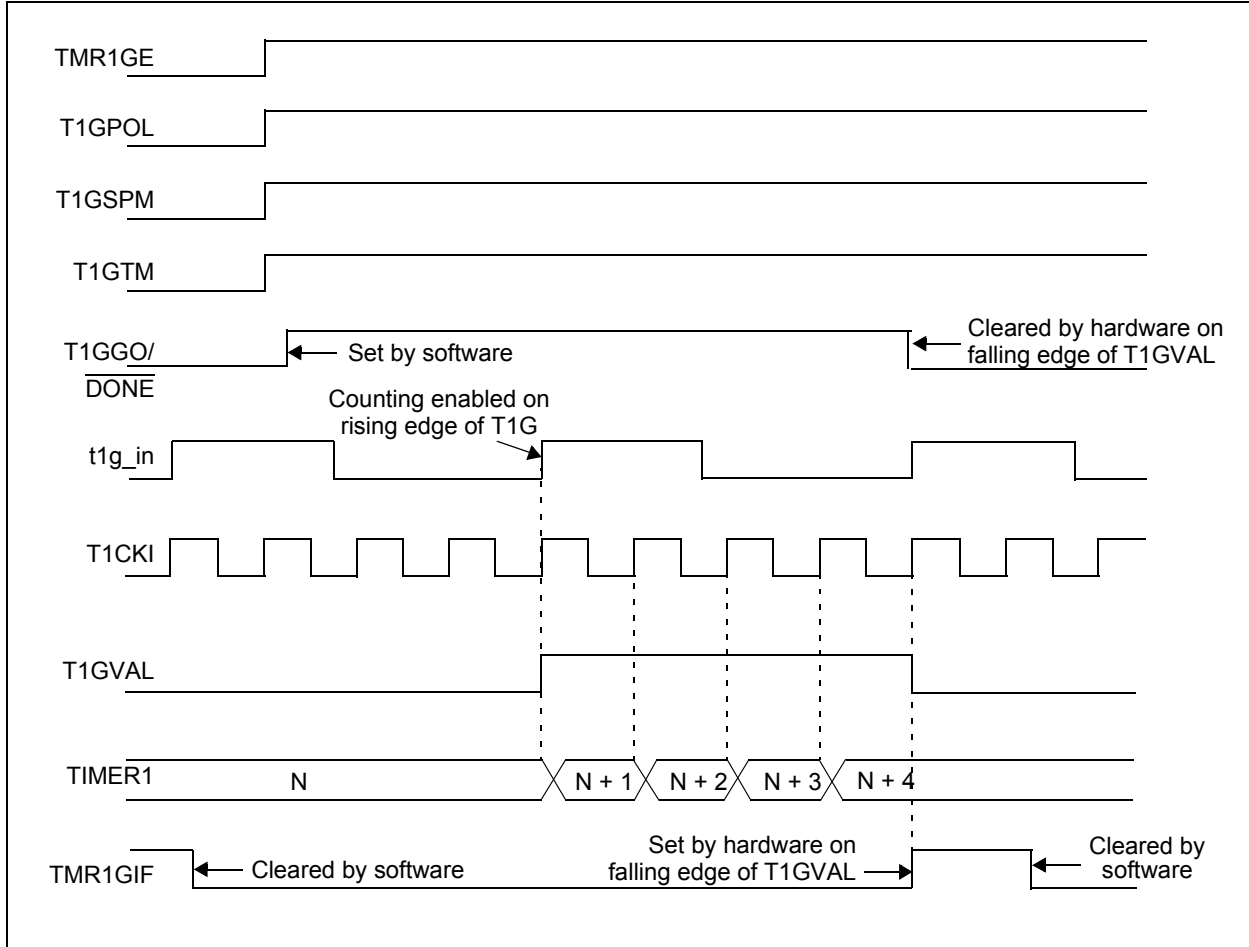 TMR1GE
T1GPOL
T1GSPM
T1GTM
T1GGO/
DONE
Set by software
Cleared by hardware on
falling edge of T1GVAL
Counting enabled on
rising edge of T1G
t1g_in
T1CKI
T1GVAL
TIMER1
N
N + 1
N + 2
N + 3
N + 4
TMR1GIF
Cleared by software
Set by hardware on
falling edge of T1GVAL
Cleared by
software